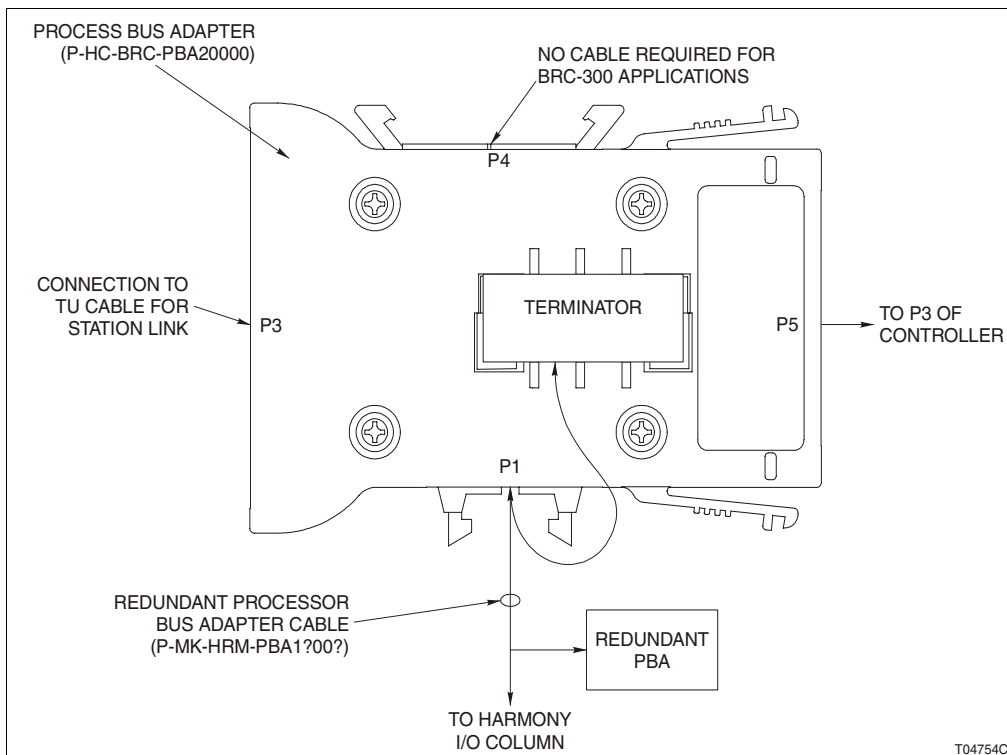 PROCESS BUS ADAPTER
(P-HC-BRC-PBA20000)
NO CABLE REQUIRED FOR
BRC-300 APPLICATIONS
P4
CONNECTION TO
TU CABLE FOR
STATION LINK
P3
TERMINATOR
P5
TO P3 OF
CONTROLLER
P1
REDUNDANT PROCESSOR
BUS ADAPTER CABLE
(P-MK-HRM-PBA1?00?)
REDUNDANT
PBA
TO HARMONY
I/O COLUMN
T04754C